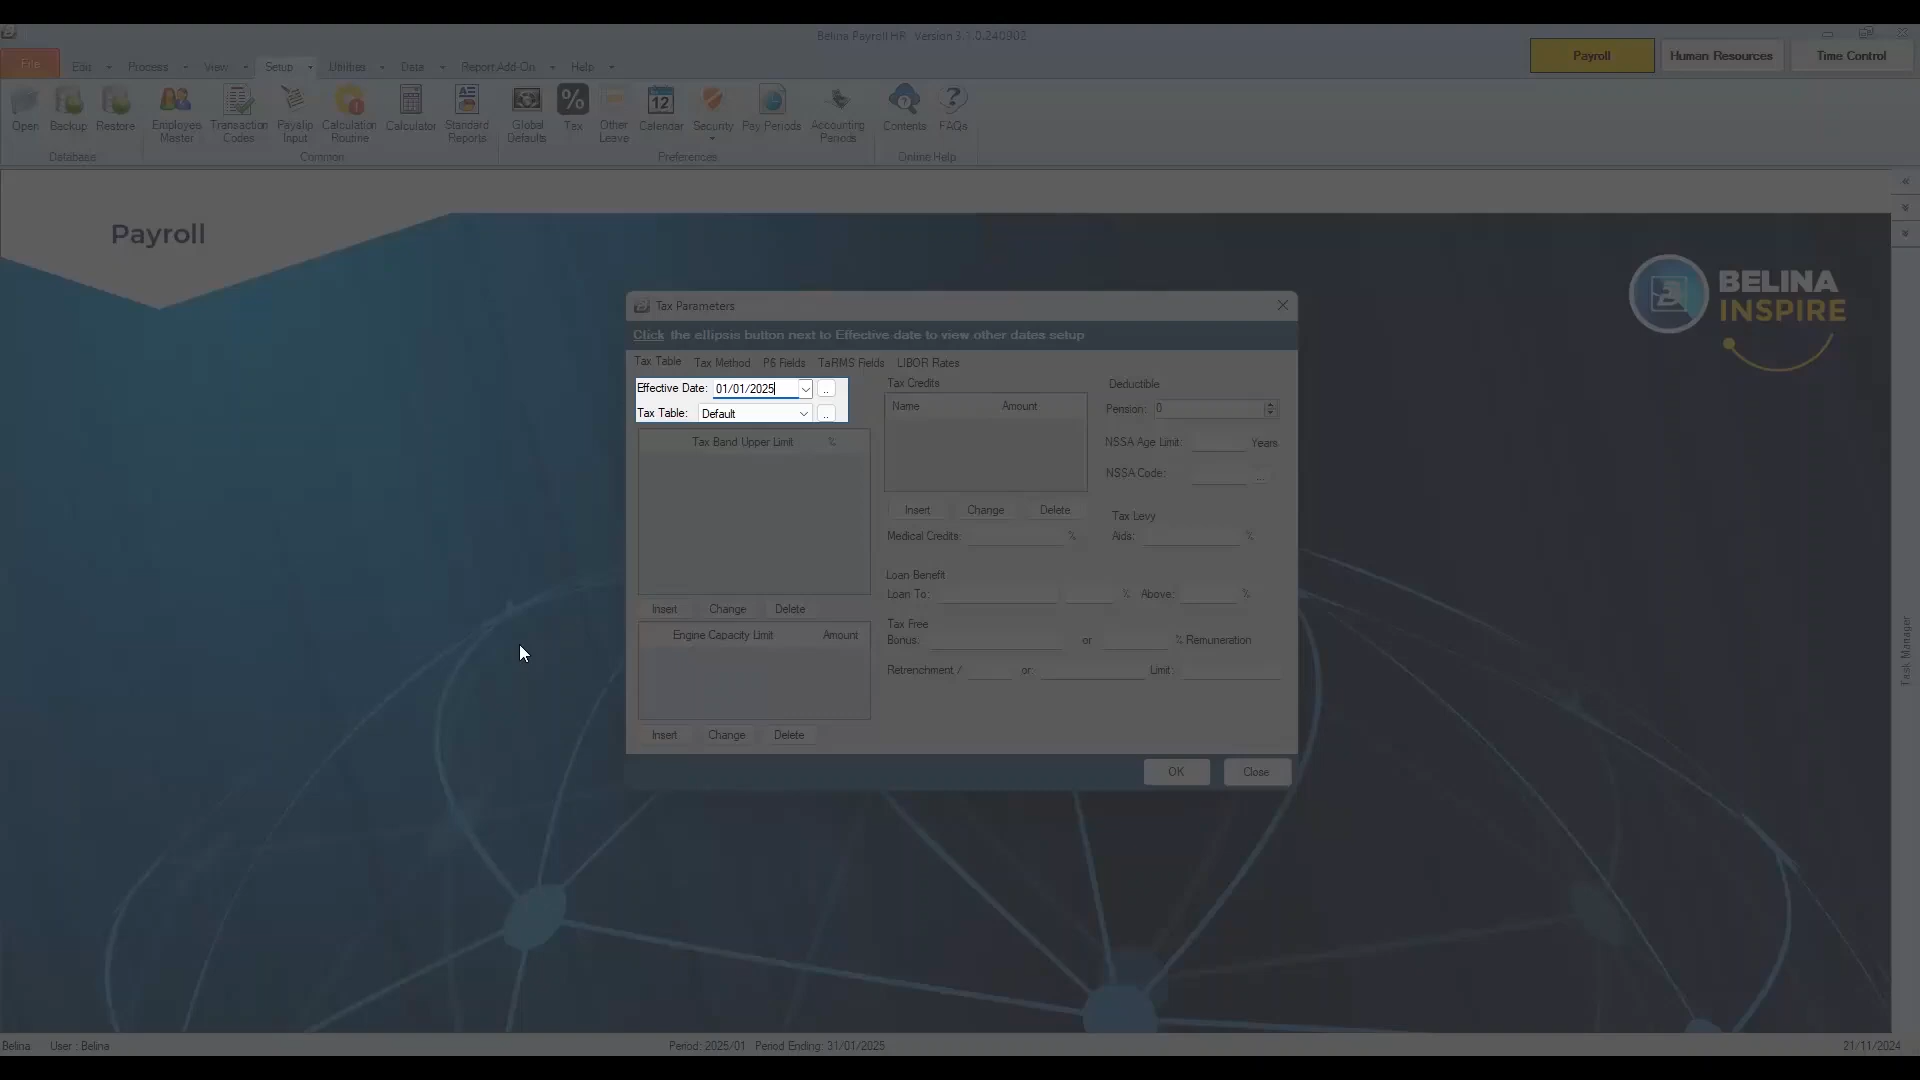 Belina Payroll HR - Version 3.1.0.240902
File Edit Process View Setup Utilities Data Report Add-On Help
Payroll Human Resources Time Control
Open Backup Restore Employee Master Transaction Codes Payslip Input Calculation Routine Calculator Standard Reports Global Defaults Tax Other Leave Calendar Security Pay Periods Accounting Periods Contents FAQs
Database Common Preferences Online Help
Payroll
BELINA
INSPIRE
Tax Parameters
Click the ellipsis button next to Effective date to view other dates setup
Tax Table Tax Method P6 Fields TaRMS Fields LIBOR Rates
Effective Date: 01/01/2025 ..
Tax Table: Default ..
Tax Band Upper Limit %
Insert Change Delete
Engine Capacity Limit Amount
Insert Change Delete
Tax Credits
Name Amount
Insert Change Delete
Medical Credits: %
Deductible
Pension: 0
NSSA Age Limit: Years
NSSA Code: ...
Tax Levy
Aids: %
Loan Benefit
Loan To: % Above: %
Tax Free
Bonus: or % Remuneration
Retrenchment / or: Limit:
OK Close
Task Manager
Belina User : Belina Period: 2025/01 Period Ending: 31/01/2025 21/11/2024